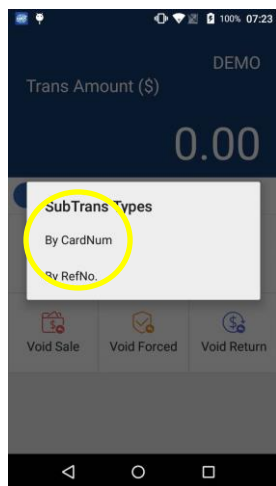 100% 07:23
DEMO
Trans Amount ($)
0.00
SubTrans Types
By CardNum
By RefNo.
Void Sale Void Forced Void Return